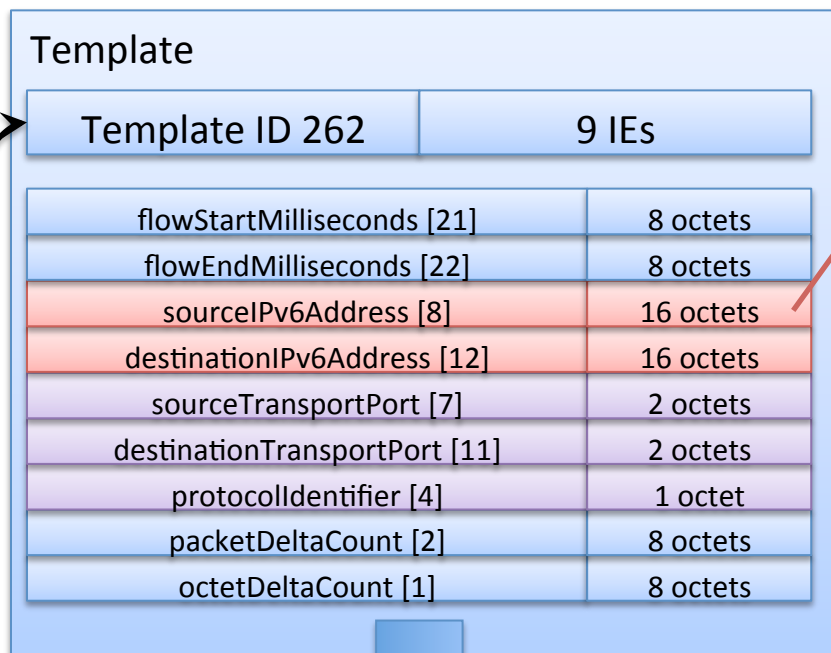 Template
Template ID 262 9 IEs
flowStartMilliseconds [21] 8 octets
flowEndMilliseconds [22] 8 octets
sourceIPv6Address [8] 16 octets
destinationIPv6Address [12] 16 octets
sourceTransportPort [7] 2 octets
destinationTransportPort [11] 2 octets
protocolIdentifier [4] 1 octet
packetDeltaCount [2] 8 octets
octetDeltaCount [1] 8 octets